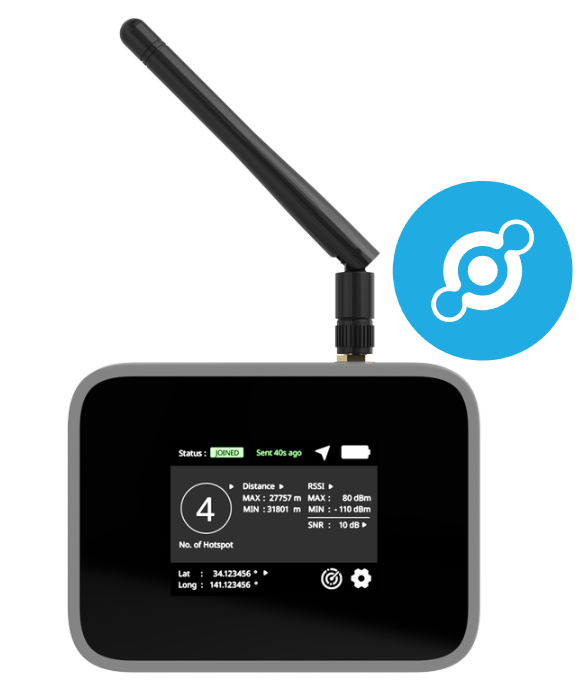 Status : JOINED Sent 40s ago
4
No. of Hotspot
Distance
MAX : 27757 m
MIN : 31801 m
RSSI
MAX : 80 dBm
MIN : - 110 dBm
SNR : 10 dB
Lat : 34.123456 °
Long : 141.123456 °